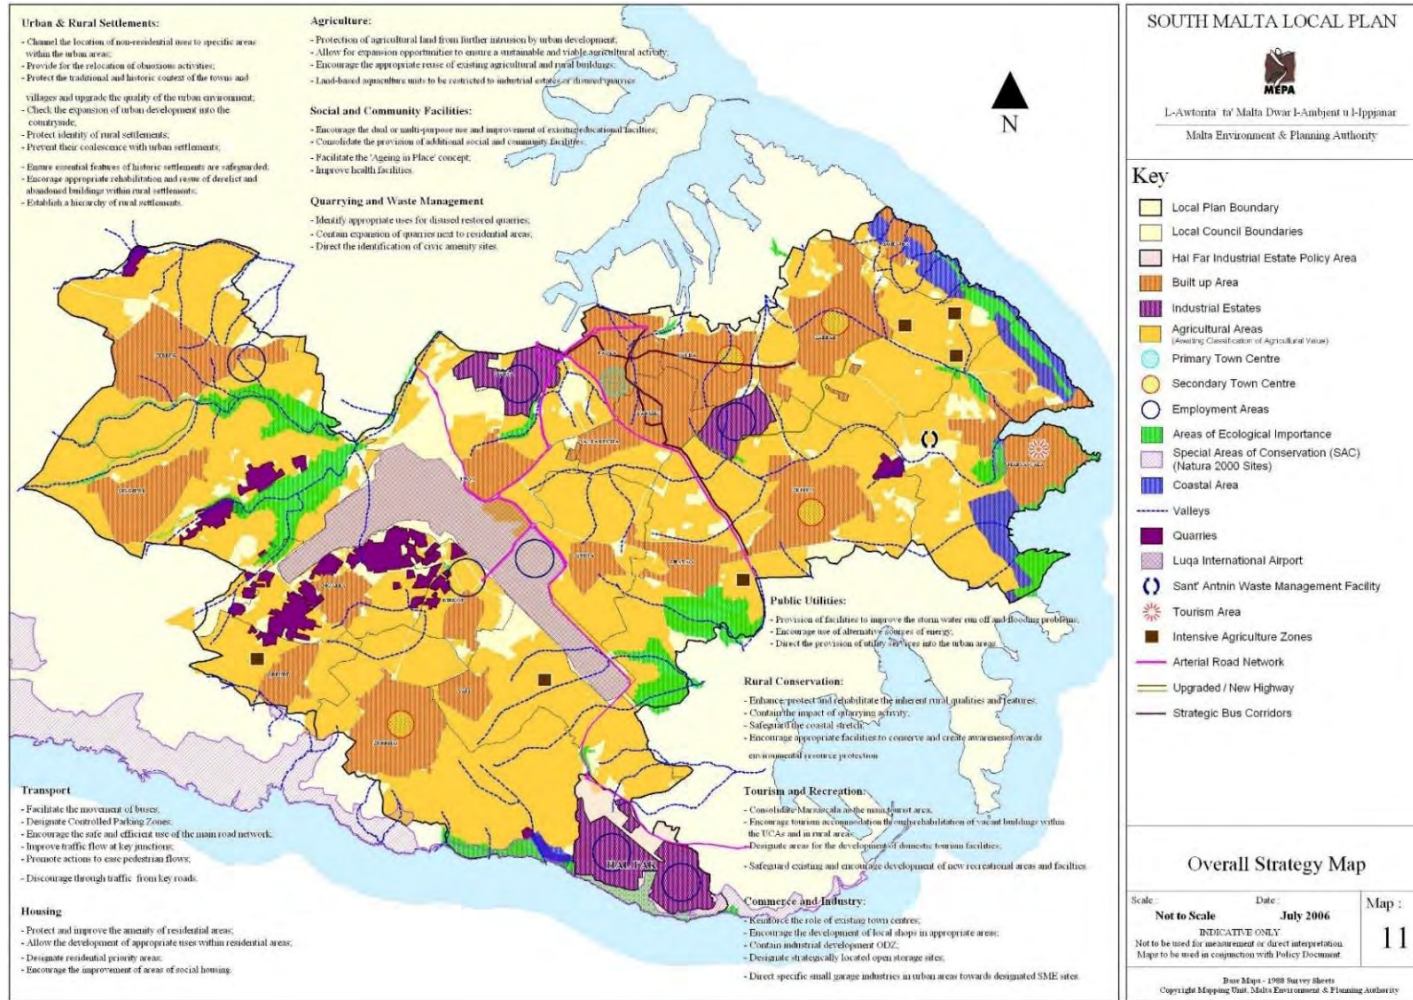 Urban & Rural Settlements:
- Channel the location of non-residential uses to specific areas
within the urban areas;
- Provide for the relocation of obnoxious activities;
- Protect the traditional and historic context of the towns and
villages and upgrade the quality of the urban environment;
- Check the expansion of urban development into the
countryside;
- Protect identity of rural settlements;
- Prevent their coalescence with urban settlements;
- Ensure essential features of historic settlements are safeguarded;
- Encorage appropriate rehabilitation and resue of derelict and
abandoned buildings within rural settlements;
- Establish a hierarchy of rural settlements.
Agriculture:
- Protection of agricultural land from further intrusion by urban development;
- Allow for expansion opportunities to ensure a sustainable and viable agricultural activity;
- Encourage the appropriate reuse of existing agricultural and rural buildings;
- Land-based aquaculture units to be restricted to industrial estates or disused quarries
Social and Community Facilities:
- Encourage the dual or multi-purpose use and improvement of existing educational facilties;
- Consolidate the provision of additional social and community facilities;
- Facilitate the 'Ageing in Place' concept;
- Improve health facilities.
Quarrying and Waste Management
- Identify appropriate uses for disused restored quarries;
- Contain expansion of quarries next to residential areas;
- Direct the identification of civic amenity sites.
N
HAL FAR
Public Utilities:
- Provision of facilities to improve the storm water run off and flooding problems;
- Encourage use of alternative sources of energy;
- Direct the provision of utility services into the urban areas
Rural Conservation:
- Enhance, protect and rehabilitate the inherent rural qualities and features;
- Contain the impact of quarrying activity;
- Safeguard the coastal stretch;
- Encourage appropriate facilities to conserve and create awareness towards
environmental resource protection
Tourism and Recreation:
- Consolidate Marsascala as the main tourist area;
- Encourage tourism accommodation through rehabilitation of vacant buildings within
the UCAs and in rural areas
- Designate areas for the development of domestic tourism facilities;
- Safeguard existing and encourage development of new recreational areas and facilties
Commerce and Industry:
- Reinforce the role of existing town centres;
- Encourage the development of local shops in appropriate areas;
- Contain industrial development ODZ;
- Designate strategically located open storage sites;
- Direct specific small garage industries in urban areas towards designated SME sites.
Transport
- Facilitate the movement of buses;
- Designate Controlled Parking Zones;
- Encourage the safe and efficient use of the main road network.
- Improve traffic flow at key junctions;
- Promote actions to ease pedestrian flows;
- Discourage through traffic from key roads.
Housing
- Protect and improve the amenity of residential areas;
- Allow the development of appropriate uses within residential areas;
- Designate residential priority areas;
- Encourage the improvement of areas of social housing.
SOUTH MALTA LOCAL PLAN
MEPA
L-Awtorita` ta' Malta Dwar l-Ambjent u l-Ippjanar
Malta Environment & Planning Authority
Key
Local Plan Boundary
Local Council Boundaries
Hal Far Industrial Estate Policy Area
Built up Area
Industrial Estates
Agricultural Areas
(Awaiting Classification of Agricultural Value)
Primary Town Centre
Secondary Town Centre
Employment Areas
Areas of Ecological Importance
Special Areas of Conservation (SAC)
(Natura 2000 Sites)
Coastal Area
Valleys
Quarries
Luqa International Airport
Sant' Antnin Waste Management Facility
Tourism Area
Intensive Agriculture Zones
Arterial Road Network
Upgraded / New Highway
Strategic Bus Corridors
Overall Strategy Map
Scale :
Not to Scale
Date :
July 2006
Map :
11
INDICATIVE ONLY
Not to be used for measurement or direct interpretation.
Maps to be used in conjunction with Policy Document.
Base Maps - 1988 Survey Sheets
Copyright Mapping Unit, Malta Environment & Planning Authority